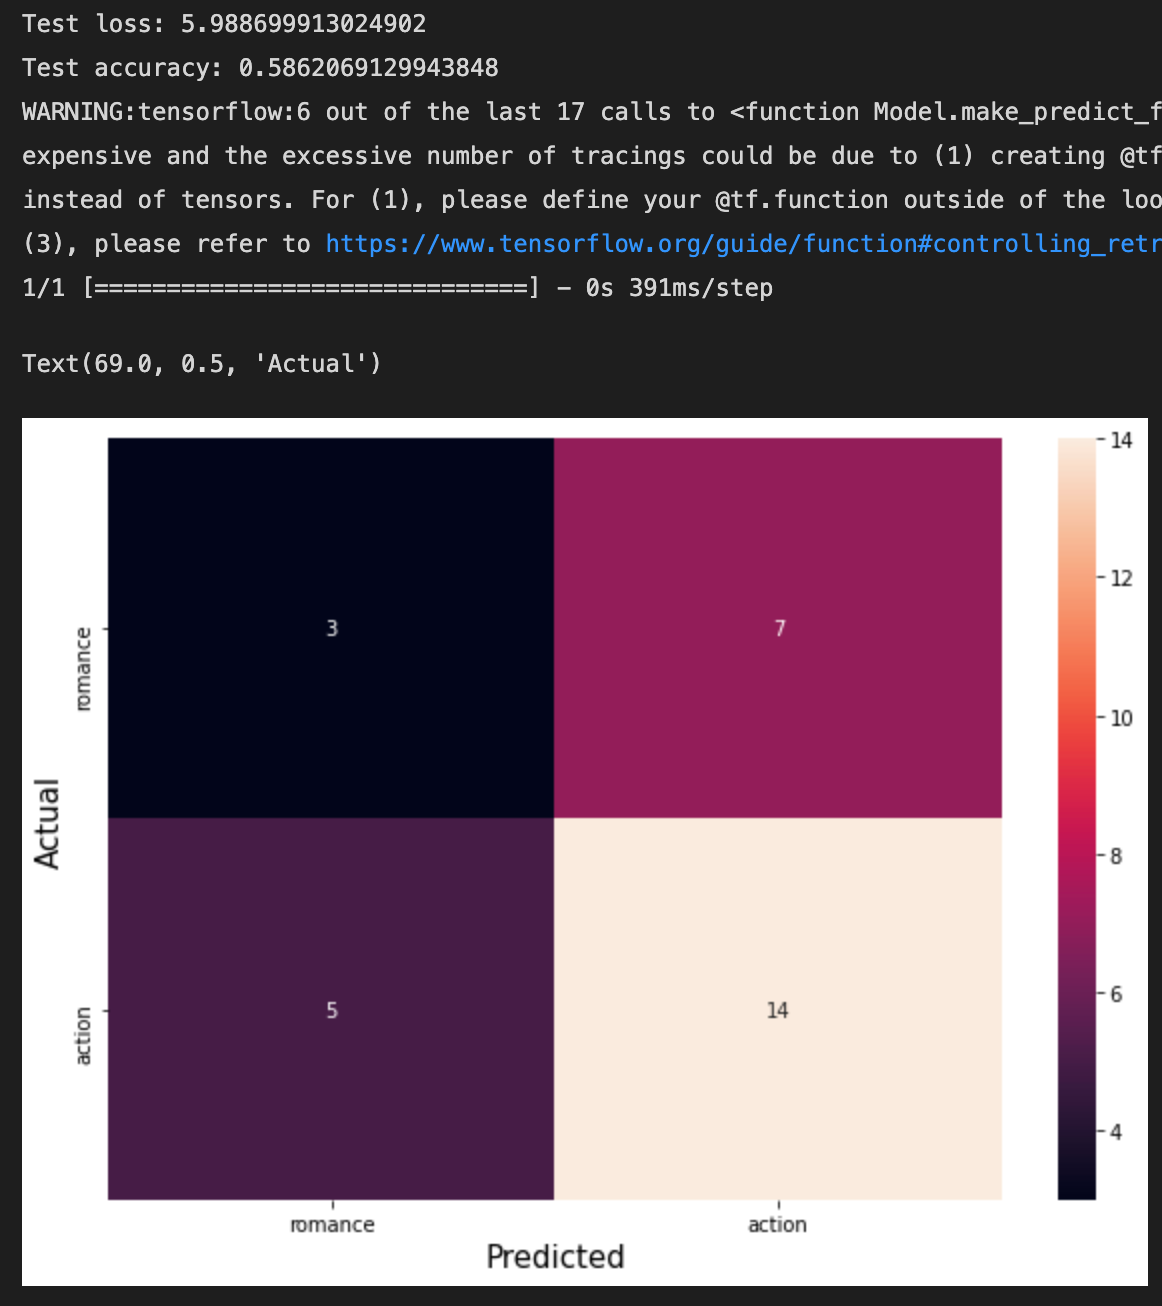 Test loss: 5.988699913024902
Test accuracy: 0.5862069129943848
WARNING:tensorflow:6 out of the last 17 calls to <function Model.make_predict_f
expensive and the excessive number of tracings could be due to (1) creating @tf
instead of tensors. For (1), please define your @tf.function outside of the loo
(3), please refer to https://www.tensorflow.org/guide/function#controlling_retr
1/1 [==============================] - 0s 391ms/step
Text(69.0, 0.5, 'Actual')
14
12
10
8
6
4
Actual
romance
3
7
action
5
14
romance
action
Predicted